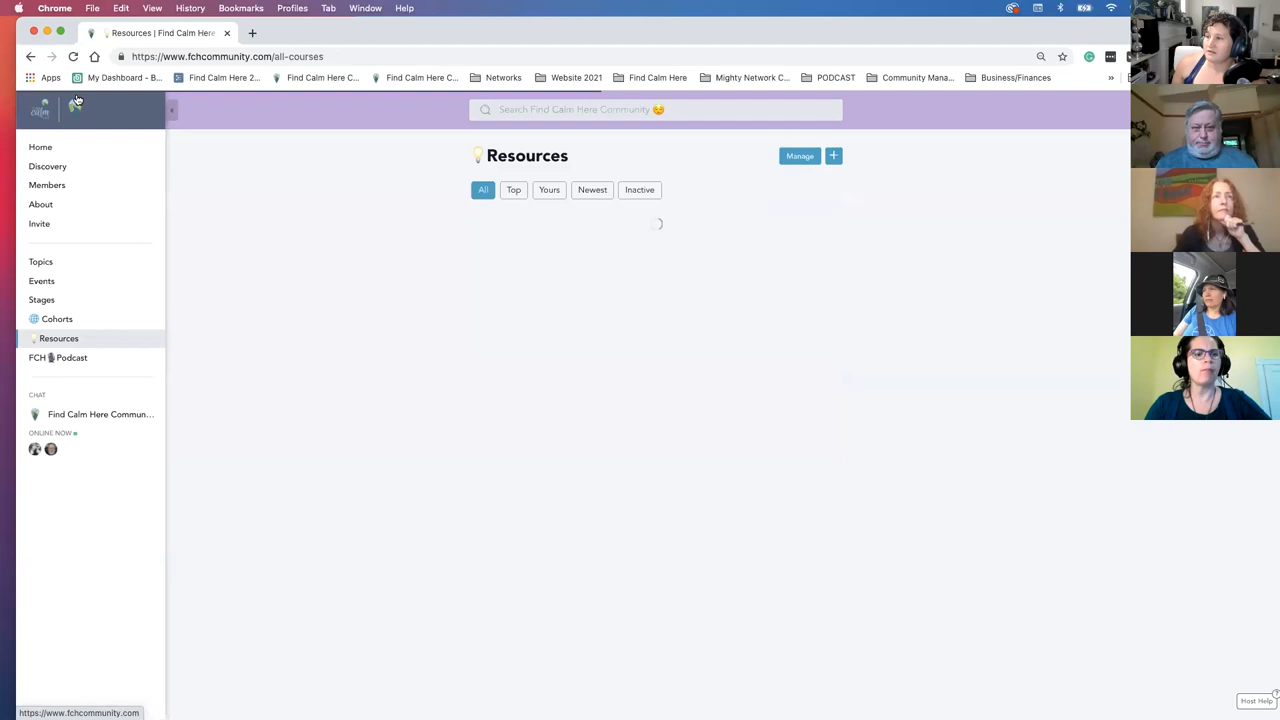 Chrome File Edit View History Bookmarks Profiles Tab Window Help
Resources | Find Calm Here
https://www.fchcommunity.com/all-courses
Apps My Dashboard - B... Find Calm Here 2... Find Calm Here C... Find Calm Here C... Networks Website 2021 Find Calm Here Mighty Network C... PODCAST Community Mana... Business/Finances »
calm
Search Find Calm Here Community
Home
Discovery
Members
About
Invite
Topics
Events
Stages
Cohorts
Resources
FCH Podcast
CHAT
Find Calm Here Commun...
ONLINE NOW
Resources
Manage +
All Top Yours Newest Inactive
Host Help
?
https://www.fchcommunity.com